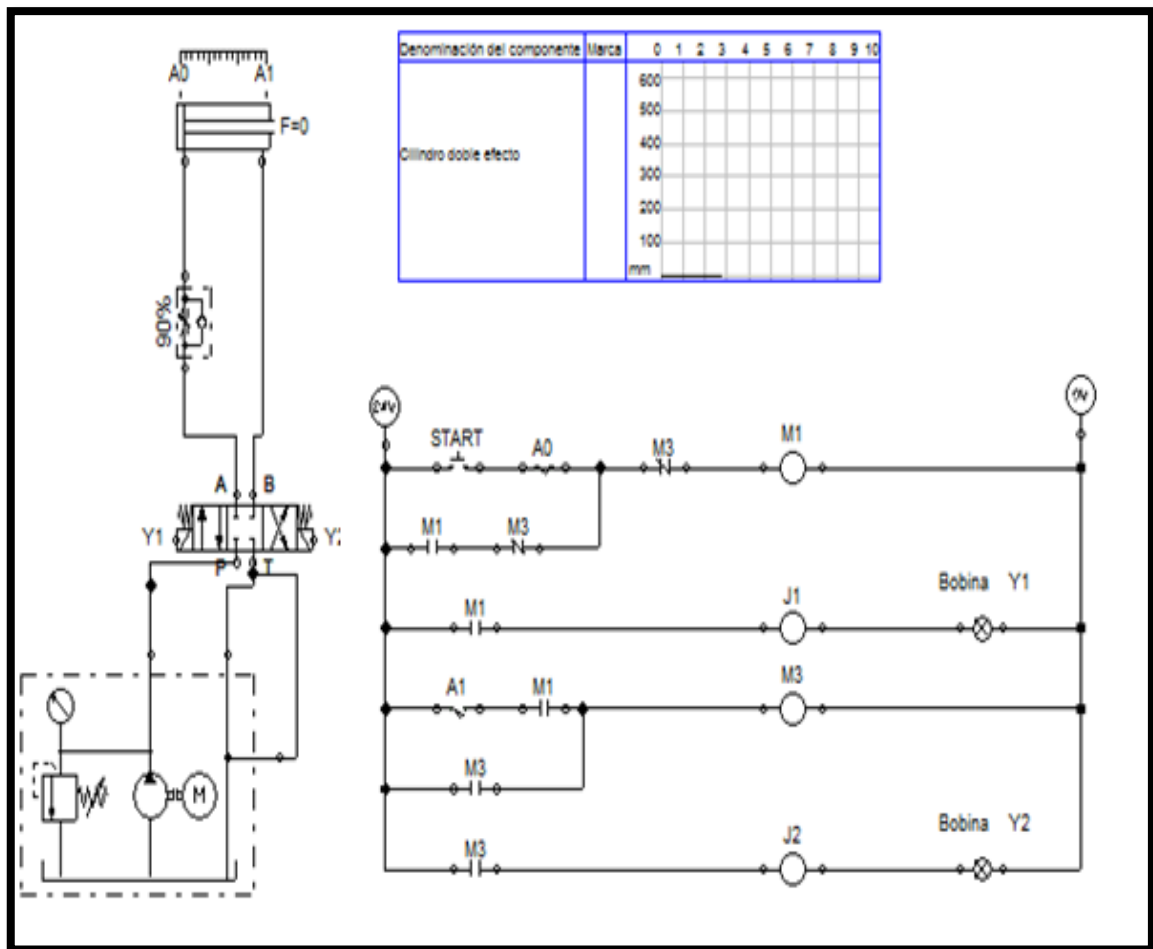 Denominación del componente Marca 0 1 2 3 4 5 6 7 8 9 10
600
500
400
Cilindro doble efecto
300
200
100
mm
A0 A1
F=0
90%
A B
Y1
P T
M
24V
0V
START A0 M3 M1
M1 M3
M1 J1 Bobina Y1
A1 M1 M3
M3
M3 J2 Bobina Y2